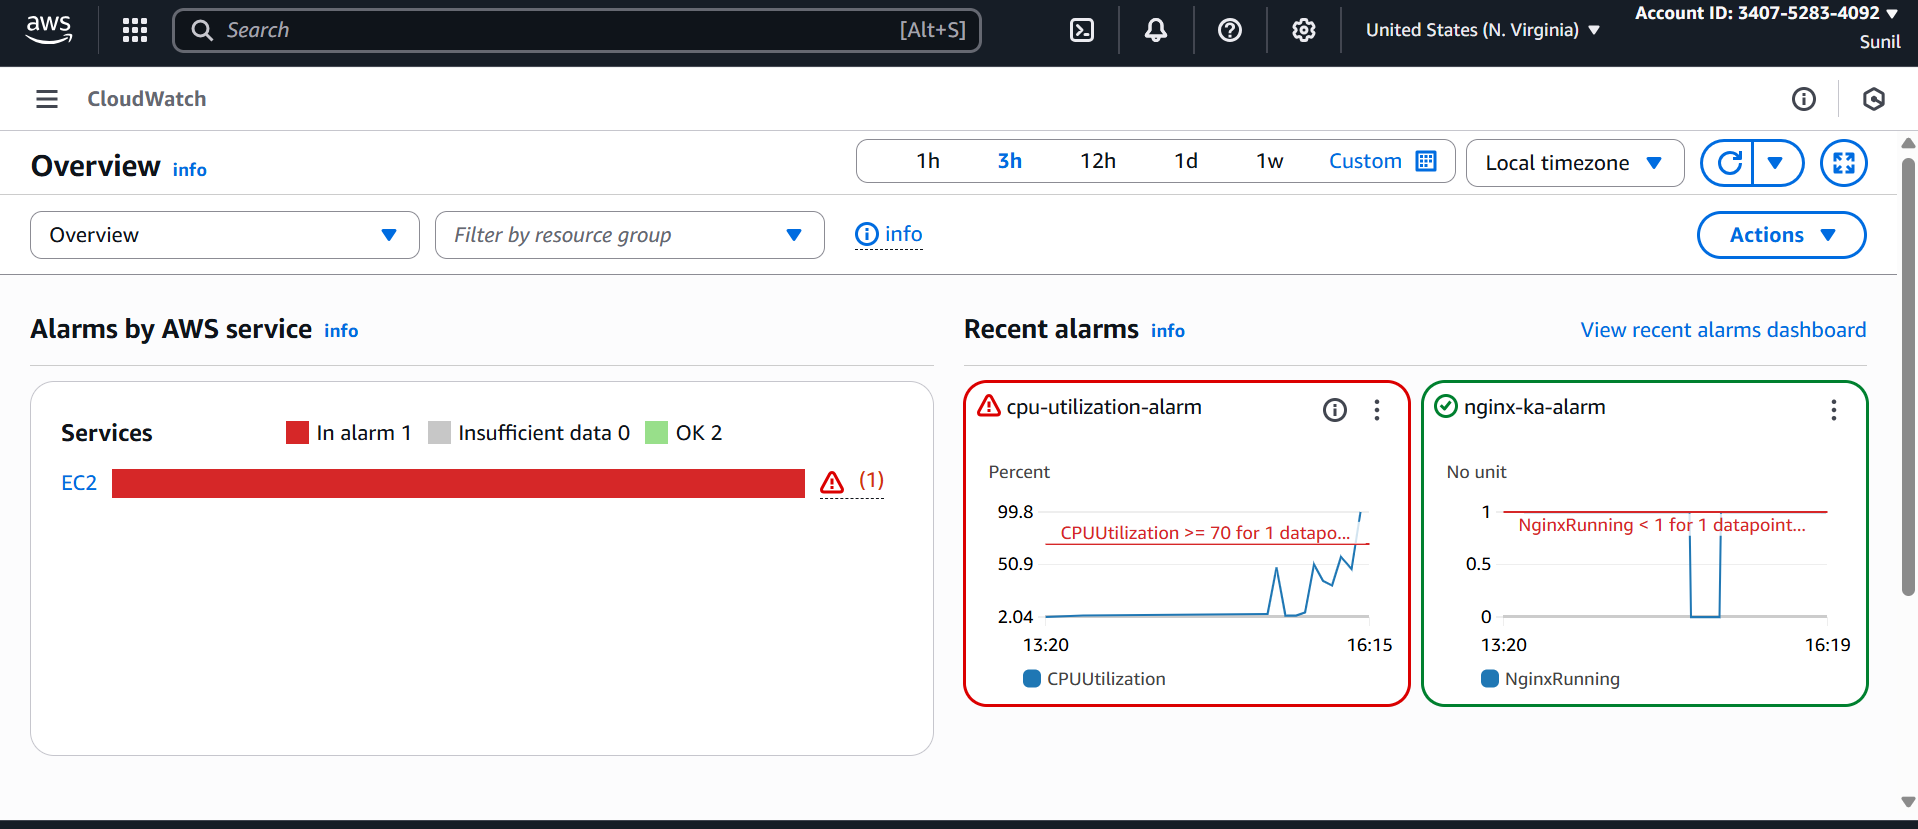 aws
Search
[Alt+S]
United States (N. Virginia)
Account ID: 3407-5283-4092
Sunil
CloudWatch
Overview info
1h 3h 12h 1d 1w Custom
Local timezone
Overview
Filter by resource group
info
Actions
Alarms by AWS service info
Services
In alarm 1 Insufficient data 0 OK 2
EC2
(1)
Recent alarms info
View recent alarms dashboard
cpu-utilization-alarm
Percent
99.8
CPUUtilization >= 70 for 1 datapo...
50.9
2.04
13:20 16:15
CPUUtilization
nginx-ka-alarm
No unit
1
NginxRunning < 1 for 1 datapoint...
0.5
0
13:20 16:19
NginxRunning